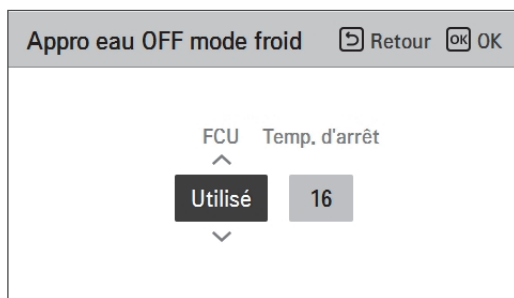 Appro eau OFF mode froid Retour OK OK
FCU Temp. d'arrêt
Utilisé 16